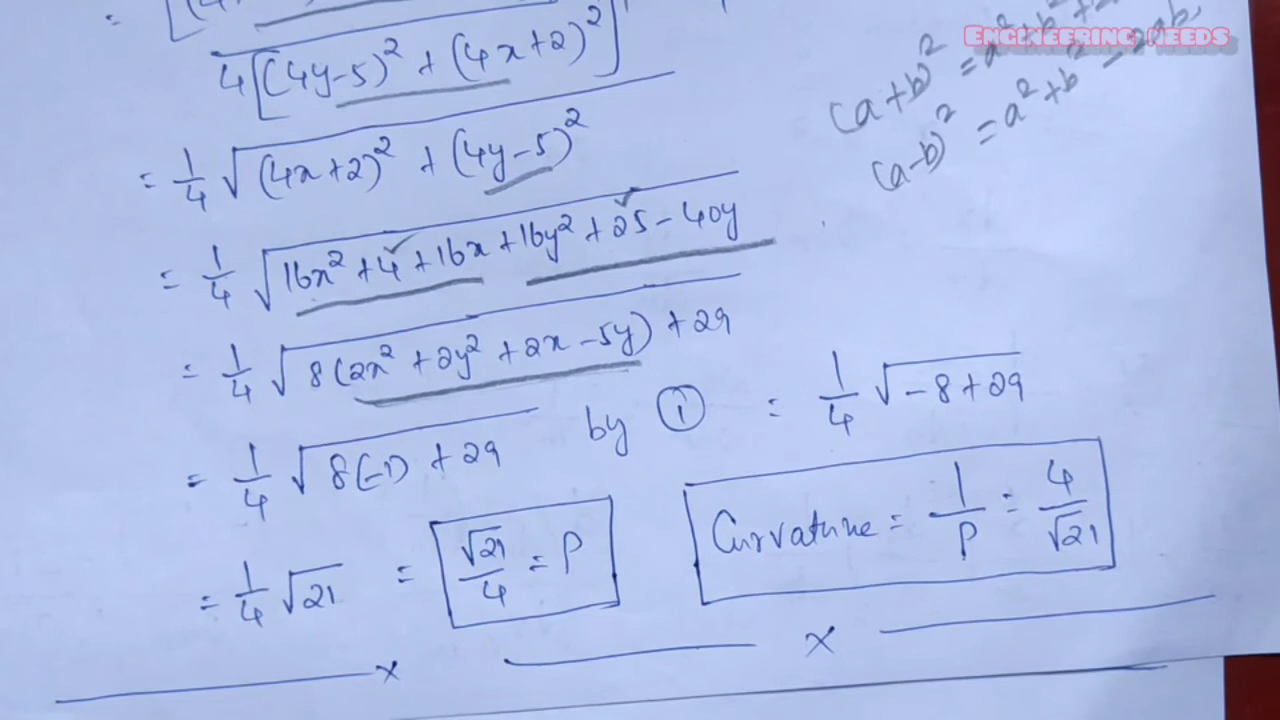 ENGINEERING NEEDS
4[(4y-5)² + (4x+2)²]
(a+b)² = a²+b²+2
(a-b)² = a²+b²-2ab,
= 1/4 √(4x+2)² + (4y-5)²
= 1/4 √16x²+4+16x+16y²+25-40y
= 1/4 √8(2x²+2y²+2x-5y)+29
= 1/4 √8(-1)+29 by ① = 1/4 √-8+29
= 1/4 √21 = √21/4 = ρ
Curvature = 1/ρ = 4/√21
x x